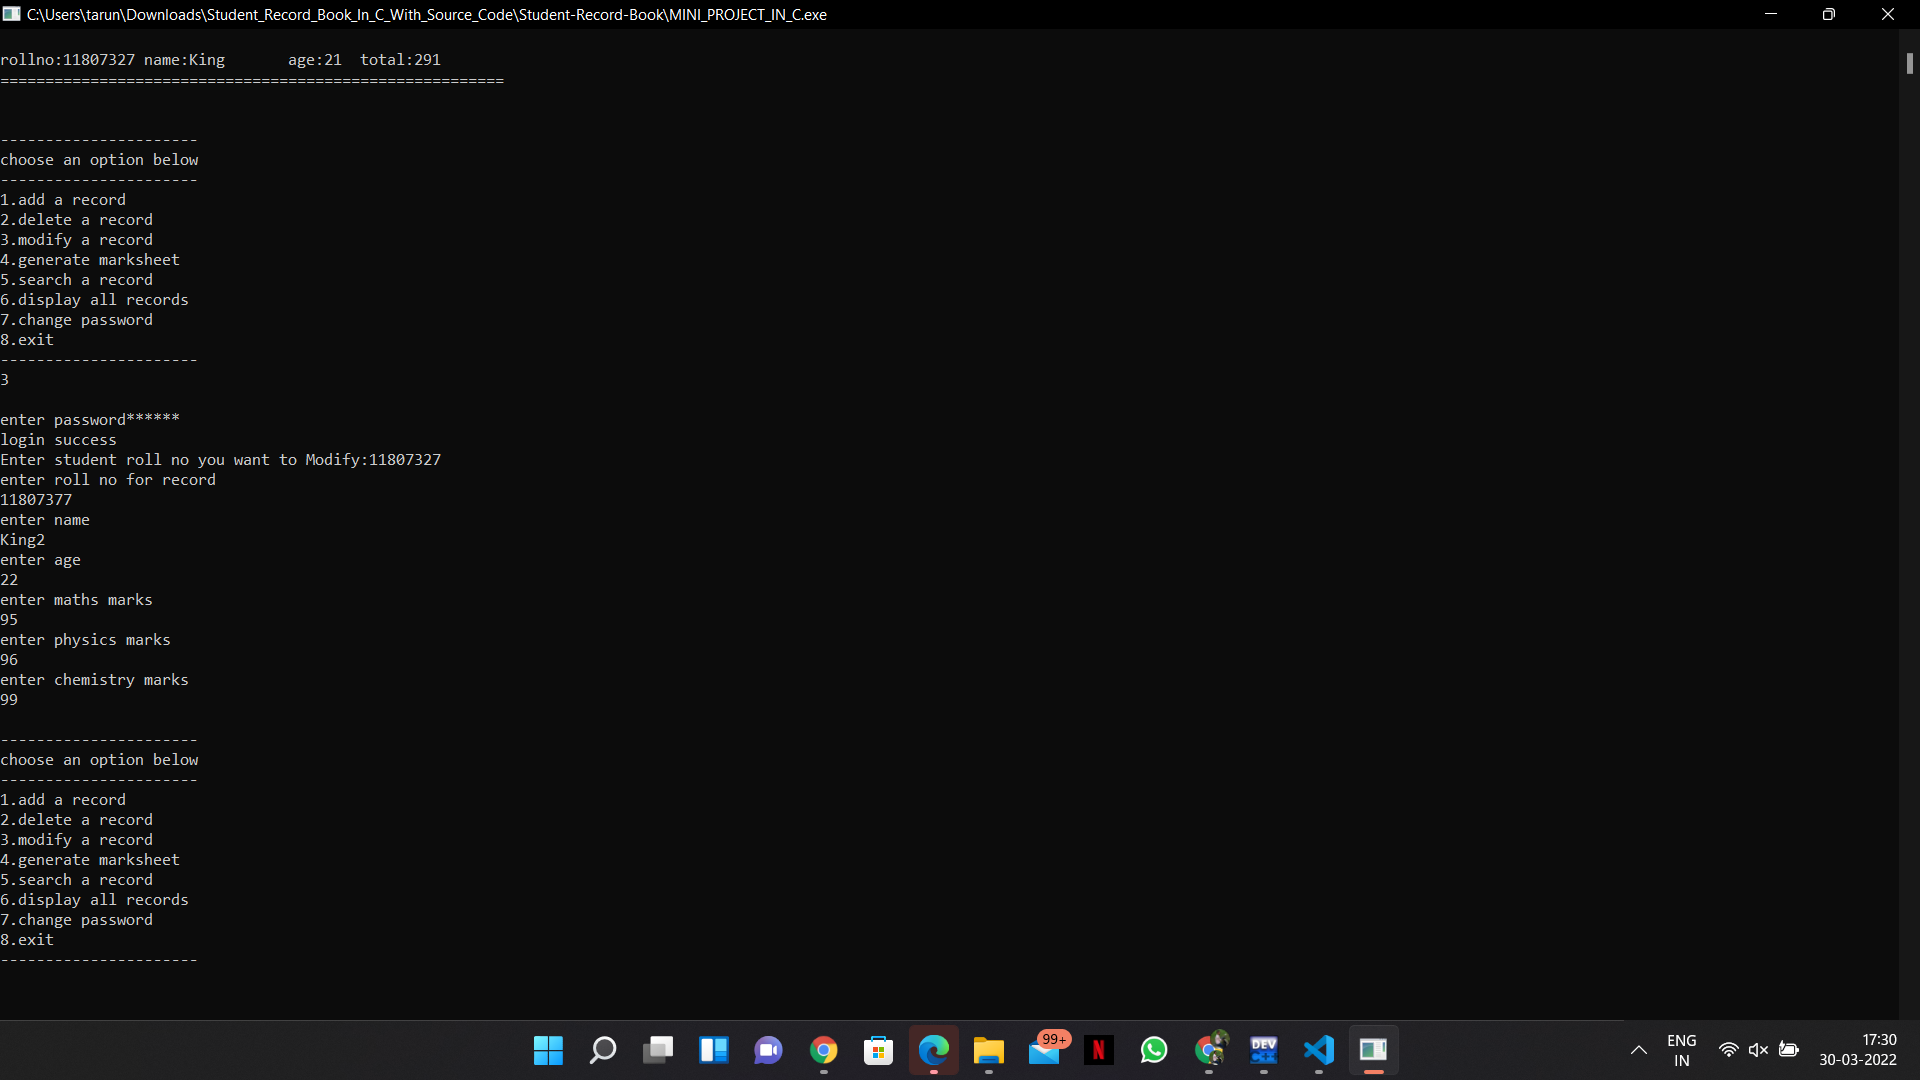 C:\Users\tarun\Downloads\Student_Record_Book_In_C_With_Source_Code\Student-Record-Book\MINI_PROJECT_IN_C.exe
rollno:11807327 name:King       age:21  total:291
========================================================
----------------------
choose an option below
----------------------
1.add a record
2.delete a record
3.modify a record
4.generate marksheet
5.search a record
6.display all records
7.change password
8.exit
----------------------
3
enter password******
login success
Enter student roll no you want to Modify:11807327
enter roll no for record
11807377
enter name
King2
enter age
22
enter maths marks
95
enter physics marks
96
enter chemistry marks
99
----------------------
choose an option below
----------------------
1.add a record
2.delete a record
3.modify a record
4.generate marksheet
5.search a record
6.display all records
7.change password
8.exit
----------------------
99+
N
DEV
C++
ENG
IN
17:30
30-03-2022